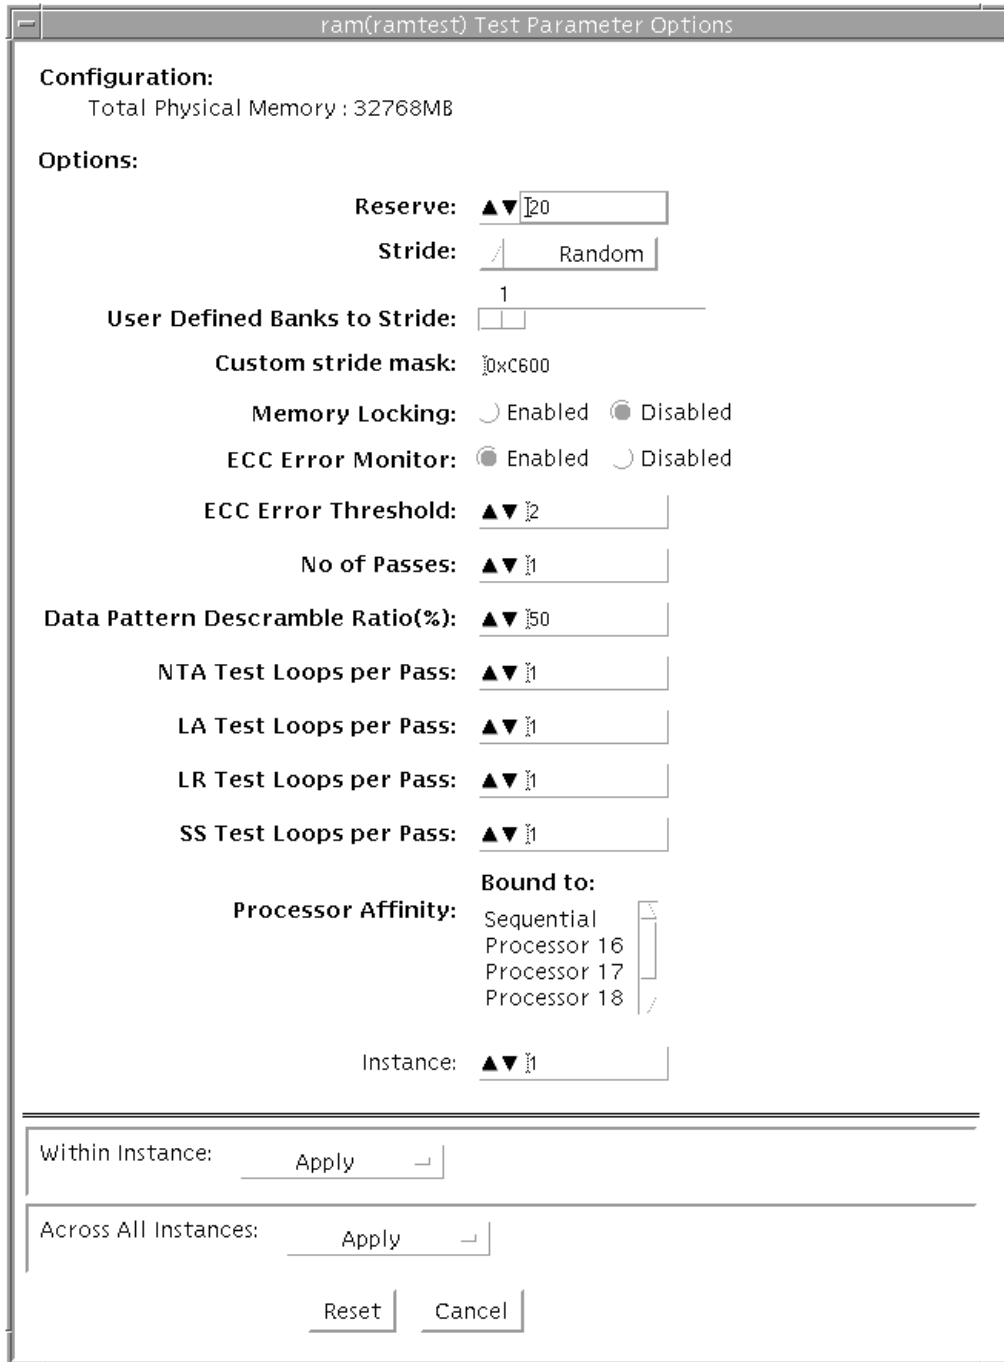 ram(ramtest) Test Parameter Options
Configuration:
Total Physical Memory : 32768MB
Options:
Reserve: 20
Stride: Random
1
User Defined Banks to Stride:
Custom stride mask: 0xC600
Memory Locking: Enabled Disabled
ECC Error Monitor: Enabled Disabled
ECC Error Threshold: 2
No of Passes: 1
Data Pattern Descramble Ratio(%): 50
NTA Test Loops per Pass: 1
LA Test Loops per Pass: 1
LR Test Loops per Pass: 1
SS Test Loops per Pass: 1
Bound to:
Processor Affinity: Sequential
Processor 16
Processor 17
Processor 18
Instance: 1
Within Instance: Apply
Across All Instances: Apply
Reset Cancel